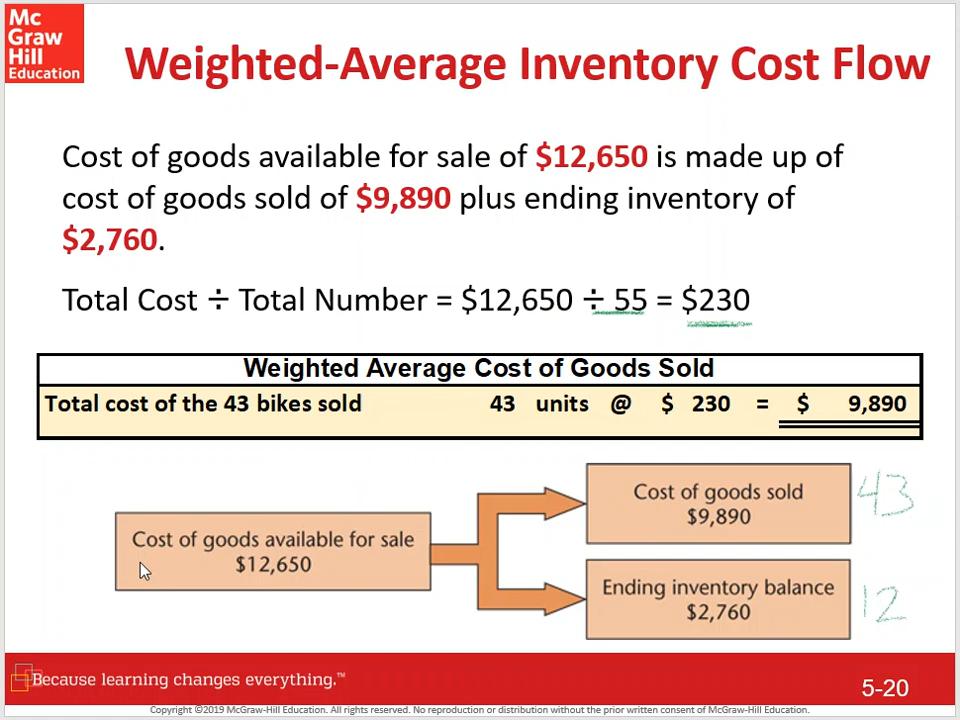 Mc
Graw
Hill
Education
Weighted-Average Inventory Cost Flow
Cost of goods available for sale of $12,650 is made up of
cost of goods sold of $9,890 plus ending inventory of
$2,760.
Total Cost ÷ Total Number = $12,650 ÷ 55 = $230
Weighted Average Cost of Goods Sold
Total cost of the 43 bikes sold 43 units @ $ 230 = $ 9,890
Cost of goods sold
$9,890
43
Cost of goods available for sale
$12,650
Ending inventory balance
$2,760
12
Because learning changes everything.™
5-20
Copyright ©2019 McGraw-Hill Education. All rights reserved. No reproduction or distribution without the prior written consent of McGraw-Hill Education.